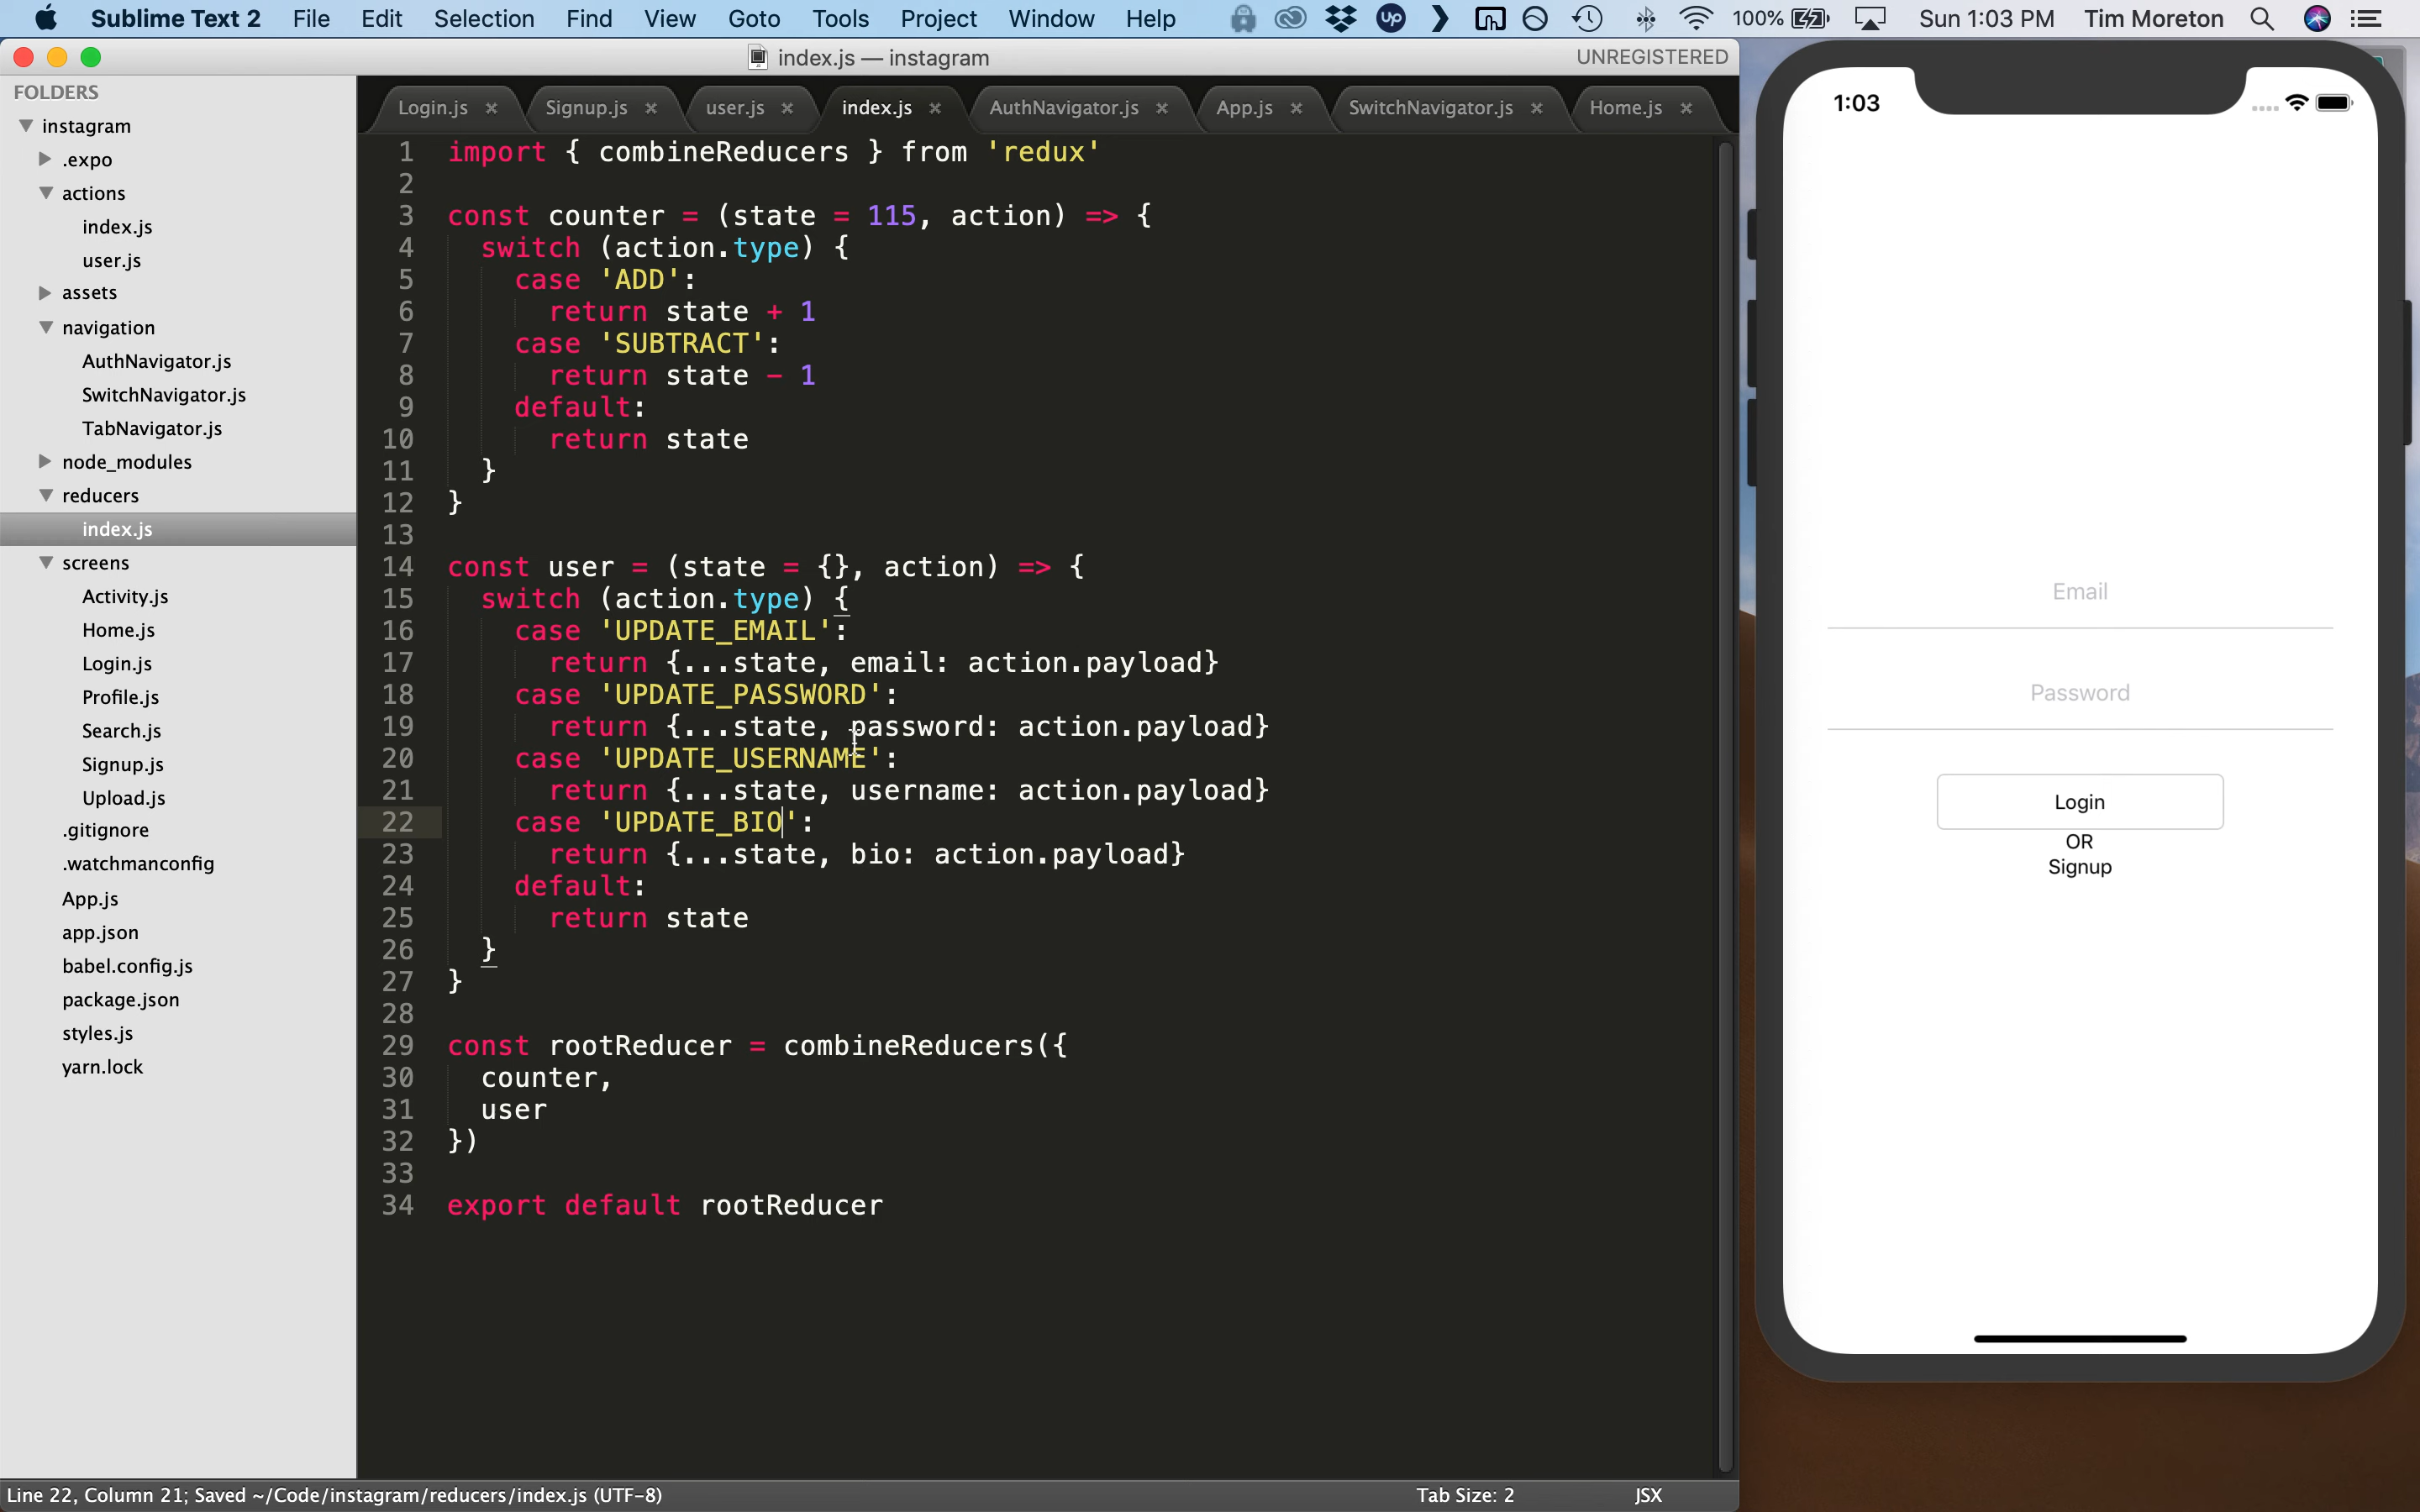 Sublime Text 2 File Edit Selection Find View Goto Tools Project Window Help UP 100% Sun 1:03 PM Tim Moreton
index.js — instagram UNREGISTERED
FOLDERS
instagram
.expo
actions
index.js
user.js
assets
navigation
AuthNavigator.js
SwitchNavigator.js
TabNavigator.js
node_modules
reducers
index.js
screens
Activity.js
Home.js
Login.js
Profile.js
Search.js
Signup.js
Upload.js
.gitignore
.watchmanconfig
App.js
app.json
babel.config.js
package.json
styles.js
yarn.lock
Login.js × Signup.js × user.js × index.js × AuthNavigator.js × App.js × SwitchNavigator.js × Home.js ×
1 import { combineReducers } from 'redux'
2
3 const counter = (state = 115, action) => {
4 switch (action.type) {
5 case 'ADD':
6 return state + 1
7 case 'SUBTRACT':
8 return state - 1
9 default:
10 return state
11 }
12 }
13
14 const user = (state = {}, action) => {
15 switch (action.type) {
16 case 'UPDATE_EMAIL':
17 return {...state, email: action.payload}
18 case 'UPDATE_PASSWORD':
19 return {...state, password: action.payload}
20 case 'UPDATE_USERNAME':
21 return {...state, username: action.payload}
22 case 'UPDATE_BIO':
23 return {...state, bio: action.payload}
24 default:
25 return state
26 }
27 }
28
29 const rootReducer = combineReducers({
30 counter,
31 user
32 })
33
34 export default rootReducer
Line 22, Column 21; Saved ~/Code/instagram/reducers/index.js (UTF-8) Tab Size: 2 JSX
1:03
Email
Password
Login
OR
Signup